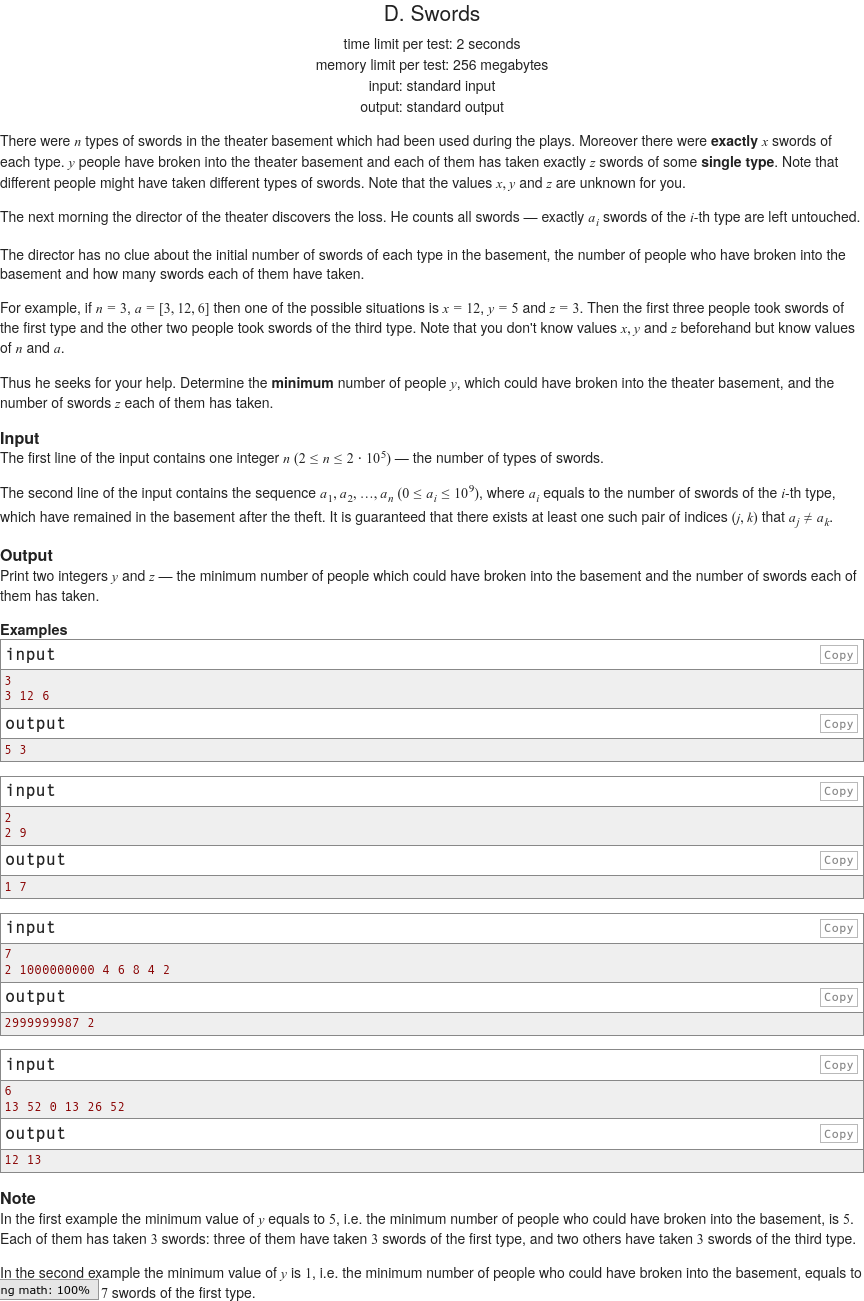 D. Swords
time limit per test: 2 seconds
memory limit per test: 256 megabytes
input: standard input
output: standard output
There were n types of swords in the theater basement which had been used during the plays. Moreover there were exactly x swords of
each type. y people have broken into the theater basement and each of them has taken exactly z swords of some single type. Note that
different people might have taken different types of swords. Note that the values x, y and z are unknown for you.
The next morning the director of the theater discovers the loss. He counts all swords — exactly a_i swords of the i-th type are left untouched.
The director has no clue about the initial number of swords of each type in the basement, the number of people who have broken into the
basement and how many swords each of them have taken.
For example, if n = 3, a = [3, 12, 6] then one of the possible situations is x = 12, y = 5 and z = 3. Then the first three people took swords of
the first type and the other two people took swords of the third type. Note that you don't know values x, y and z beforehand but know values
of n and a.
Thus he seeks for your help. Determine the minimum number of people y, which could have broken into the theater basement, and the
number of swords z each of them has taken.
Input
The first line of the input contains one integer n (2 ≤ n ≤ 2 · 10^5) — the number of types of swords.
The second line of the input contains the sequence a_1, a_2, …, a_n (0 ≤ a_i ≤ 10^9), where a_i equals to the number of swords of the i-th type,
which have remained in the basement after the theft. It is guaranteed that there exists at least one such pair of indices (j, k) that a_j ≠ a_k.
Output
Print two integers y and z — the minimum number of people which could have broken into the basement and the number of swords each of
them has taken.
Examples
input
Copy
3
3 12 6
output
Copy
5 3
input
Copy
2
2 9
output
Copy
1 7
input
Copy
7
2 1000000000 4 6 8 4 2
output
Copy
2999999987 2
input
Copy
6
13 52 0 13 26 52
output
Copy
12 13
Note
In the first example the minimum value of y equals to 5, i.e. the minimum number of people who could have broken into the basement, is 5.
Each of them has taken 3 swords: three of them have taken 3 swords of the first type, and two others have taken 3 swords of the third type.
In the second example the minimum value of y is 1, i.e. the minimum number of people who could have broken into the basement, equals to
ng math: 100% 7 swords of the first type.